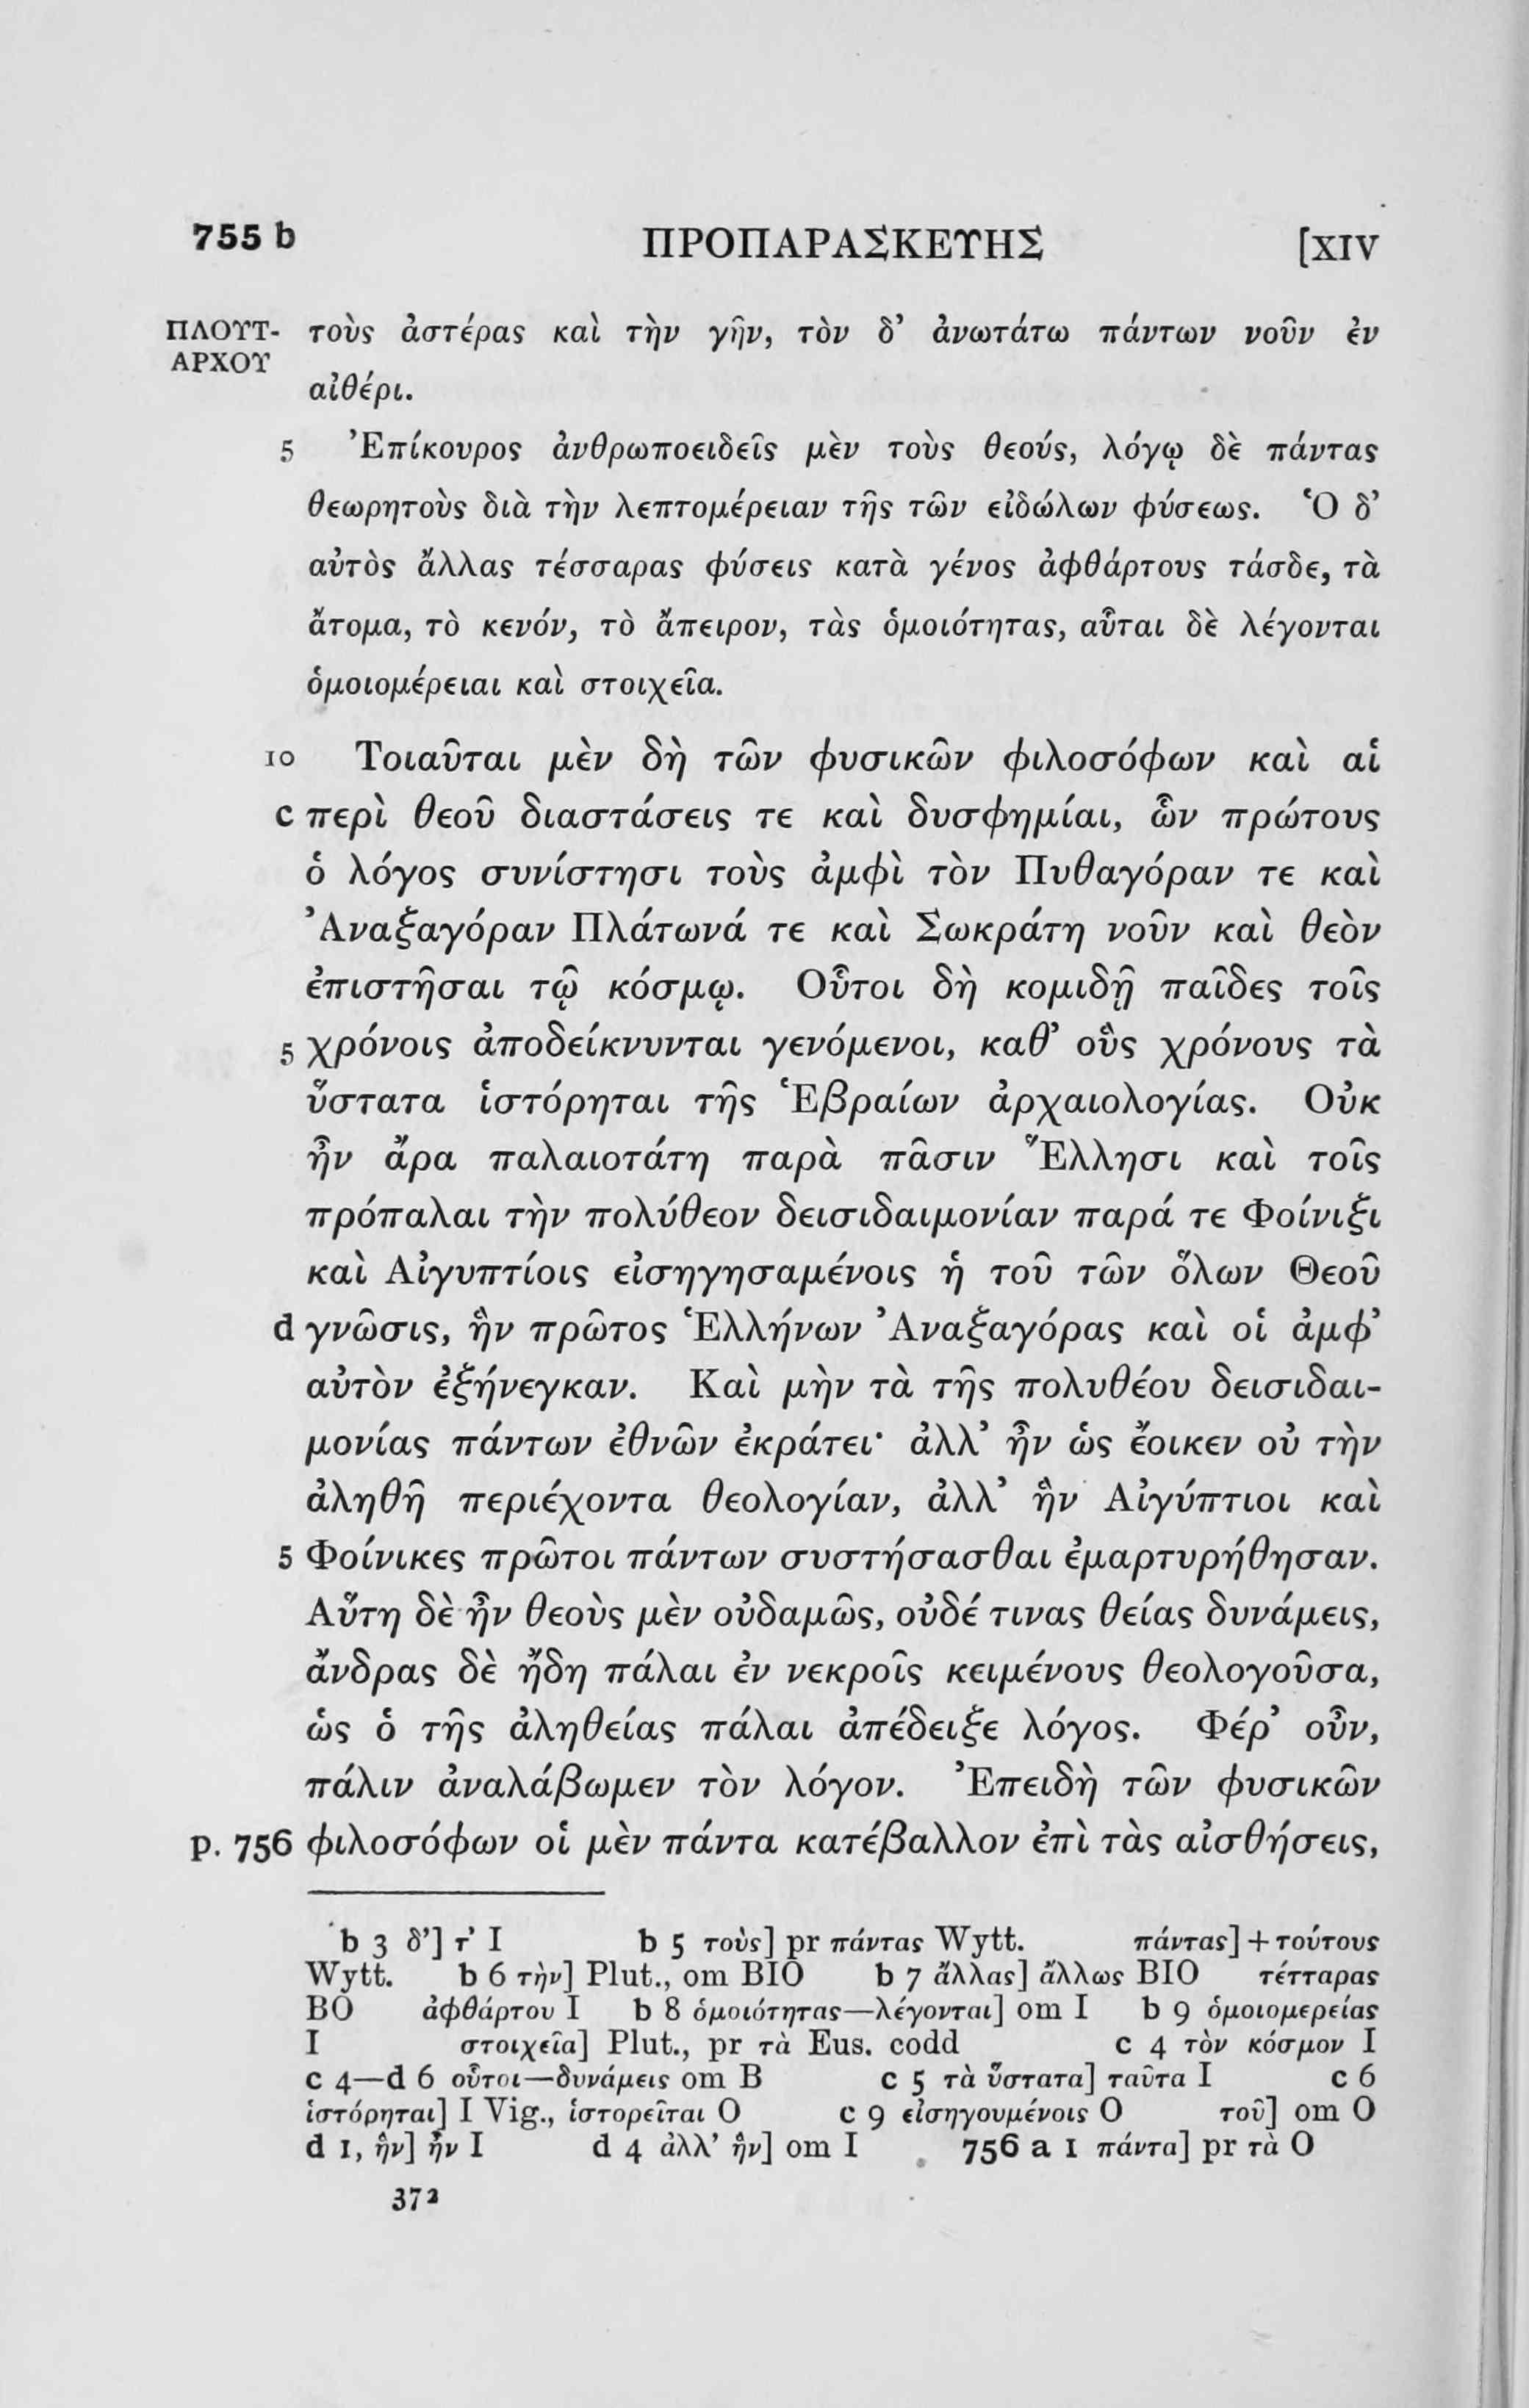 755 b ΠΡΟΠΑΡΑΣΚΕΥΗΣ [XIV
ΠΛΟΥΤ- τοὺς ἀστέρας καὶ τὴν γῆν, τὸν δ’ ἀνωτάτω πάντων νοῦν ἐν
ΑΡΧΟΥ
αἰθέρι.
5 Ἐπίκουρος ἀνθρωποειδεῖς μὲν τοὺς θεούς, λόγῳ δὲ πάντας
θεωρητοὺς διὰ τὴν λεπτομέρειαν τῆς τῶν εἰδώλων φύσεως. Ὁ δ’
αὐτὸς ἄλλας τέσσαρας φύσεις κατὰ γένος ἀφθάρτους τάσδε, τὰ
ἄτομα, τὸ κενόν, τὸ ἄπειρον, τὰς ὁμοιότητας, αὗται δὲ λέγονται
ὁμοιομέρειαι καὶ στοιχεῖα.
10 Τοιαῦται μὲν δὴ τῶν φυσικῶν φιλοσόφων καὶ αἱ
c περὶ θεοῦ διαστάσεις τε καὶ δυσφημίαι, ὧν πρώτους
ὁ λόγος συνίστησι τοὺς ἀμφὶ τὸν Πυθαγόραν τε καὶ
Ἀναξαγόραν Πλάτωνά τε καὶ Σωκράτη νοῦν καὶ θεὸν
ἐπιστῆσαι τῷ κόσμῳ. Οὗτοι δὴ κομιδῇ παῖδες τοῖς
5 χρόνοις ἀποδείκνυνται γενόμενοι, καθ’ οὓς χρόνους τὰ
ὕστατα ἱστόρηται τῆς Ἑβραίων ἀρχαιολογίας. Οὐκ
ἦν ἄρα παλαιοτάτη παρὰ πᾶσιν Ἕλλησι καὶ τοῖς
πρόπαλαι τὴν πολύθεον δεισιδαιμονίαν παρά τε Φοίνιξι
καὶ Αἰγυπτίοις εἰσηγησαμένοις ἡ τοῦ τῶν ὅλων Θεοῦ
d γνῶσις, ἣν πρῶτος Ἑλλήνων Ἀναξαγόρας καὶ οἱ ἀμφ’
αὐτὸν ἐξήνεγκαν. Καὶ μὴν τὰ τῆς πολυθέου δεισιδαι-
μονίας πάντων ἐθνῶν ἐκράτει· ἀλλ’ ἦν ὡς ἔοικεν οὐ τὴν
ἀληθῆ περιέχοντα θεολογίαν, ἀλλ’ ἣν Αἰγύπτιοι καὶ
5 Φοίνικες πρῶτοι πάντων συστήσασθαι ἐμαρτυρήθησαν.
Αὕτη δὲ ἦν θεοὺς μὲν οὐδαμῶς, οὐδέ τινας θείας δυνάμεις,
ἄνδρας δὲ ἤδη πάλαι ἐν νεκροῖς κειμένους θεολογοῦσα,
ὡς ὁ τῆς ἀληθείας πάλαι ἀπέδειξε λόγος. Φέρ’ οὖν,
πάλιν ἀναλάβωμεν τὸν λόγον. Ἐπειδὴ τῶν φυσικῶν
p. 756 φιλοσόφων οἱ μὲν πάντα κατέβαλλον ἐπὶ τὰς αἰσθήσεις,
b 3 δ’] τ’ I b 5 τοὺς] pr πάντας Wytt. πάντας] + τούτους
Wytt. b 6 τὴν] Plut., om BIO b 7 ἄλλας] ἄλλως BIO τέτταρας
BO ἀφθάρτου I b 8 ὁμοιότητας—λέγονται] om I b 9 ὁμοιομερείας
I στοιχεῖα] Plut., pr τὰ Eus. codd c 4 τὸν κόσμον I
c 4—d 6 οὗτοι—δυνάμεις om B c 5 τὰ ὕστατα] ταῦτα I c 6
ἱστόρηται] I Vig., ἱστορεῖται O c 9 εἰσηγουμένοις O τοῦ] om O
d 1, ἣν] ἦν I d 4 ἀλλ’ ἣν] om I 756 a 1 πάντα] pr τὰ O
372